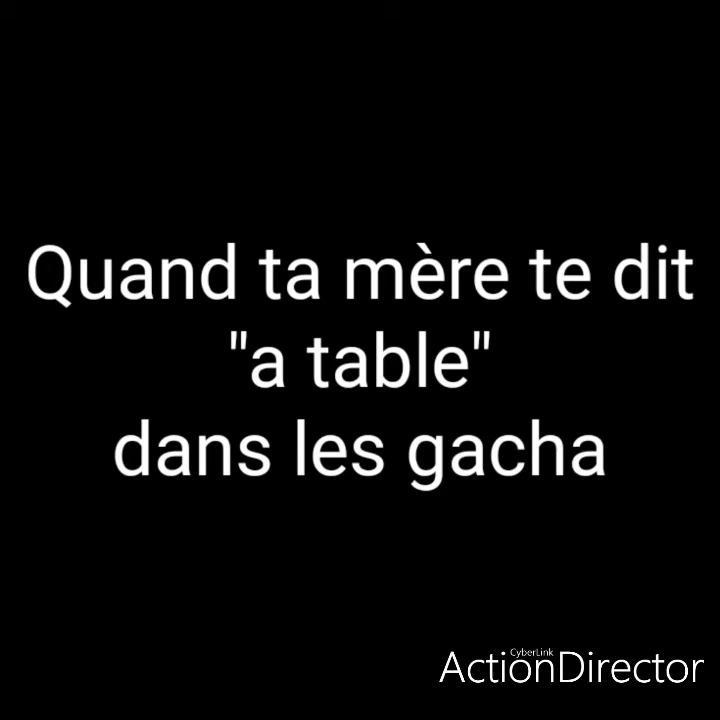 Quand ta mère te dit
"a table"
dans les gacha
CyberLink
ActionDirector